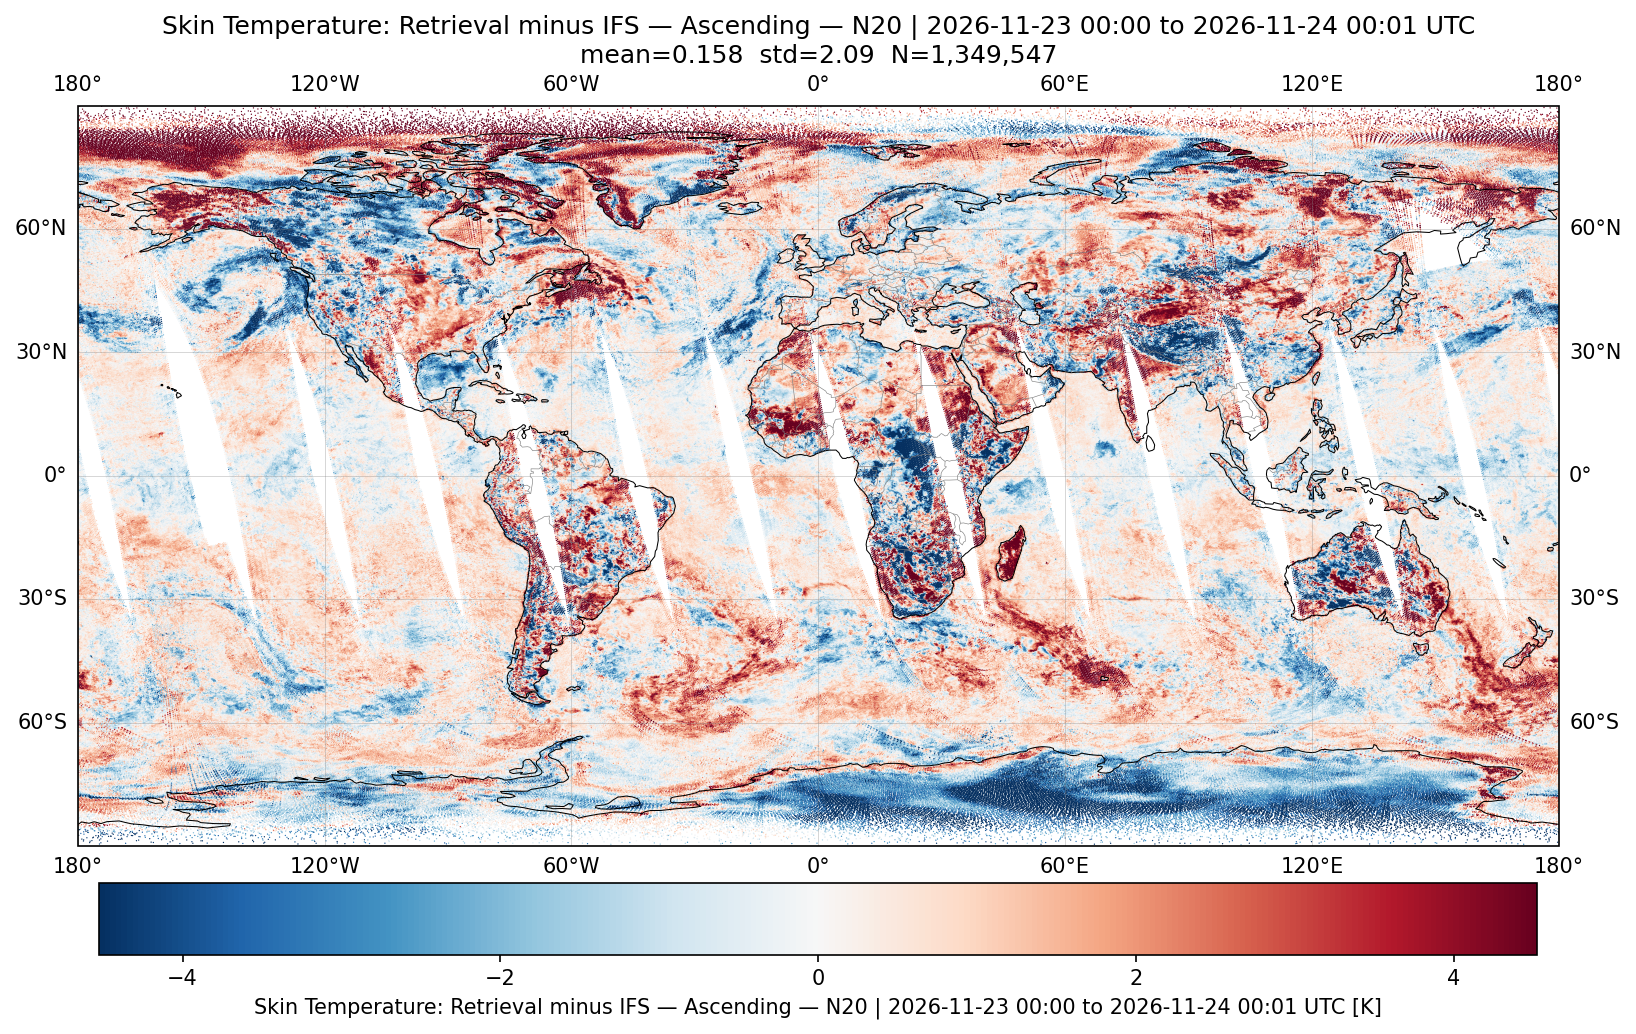 Skin Temperature: Retrieval minus IFS — Ascending — N20 | 2026-11-23 00:00 to 2026-11-24 00:01 UTC
mean=0.158  std=2.09  N=1,349,547
180° 120°W 60°W 0° 60°E 120°E 180°
60°N 60°N
30°N 30°N
0° 0°
30°S 30°S
60°S 60°S
180° 120°W 60°W 0° 60°E 120°E 180°
−4 −2 0 2 4
Skin Temperature: Retrieval minus IFS — Ascending — N20 | 2026-11-23 00:00 to 2026-11-24 00:01 UTC [K]